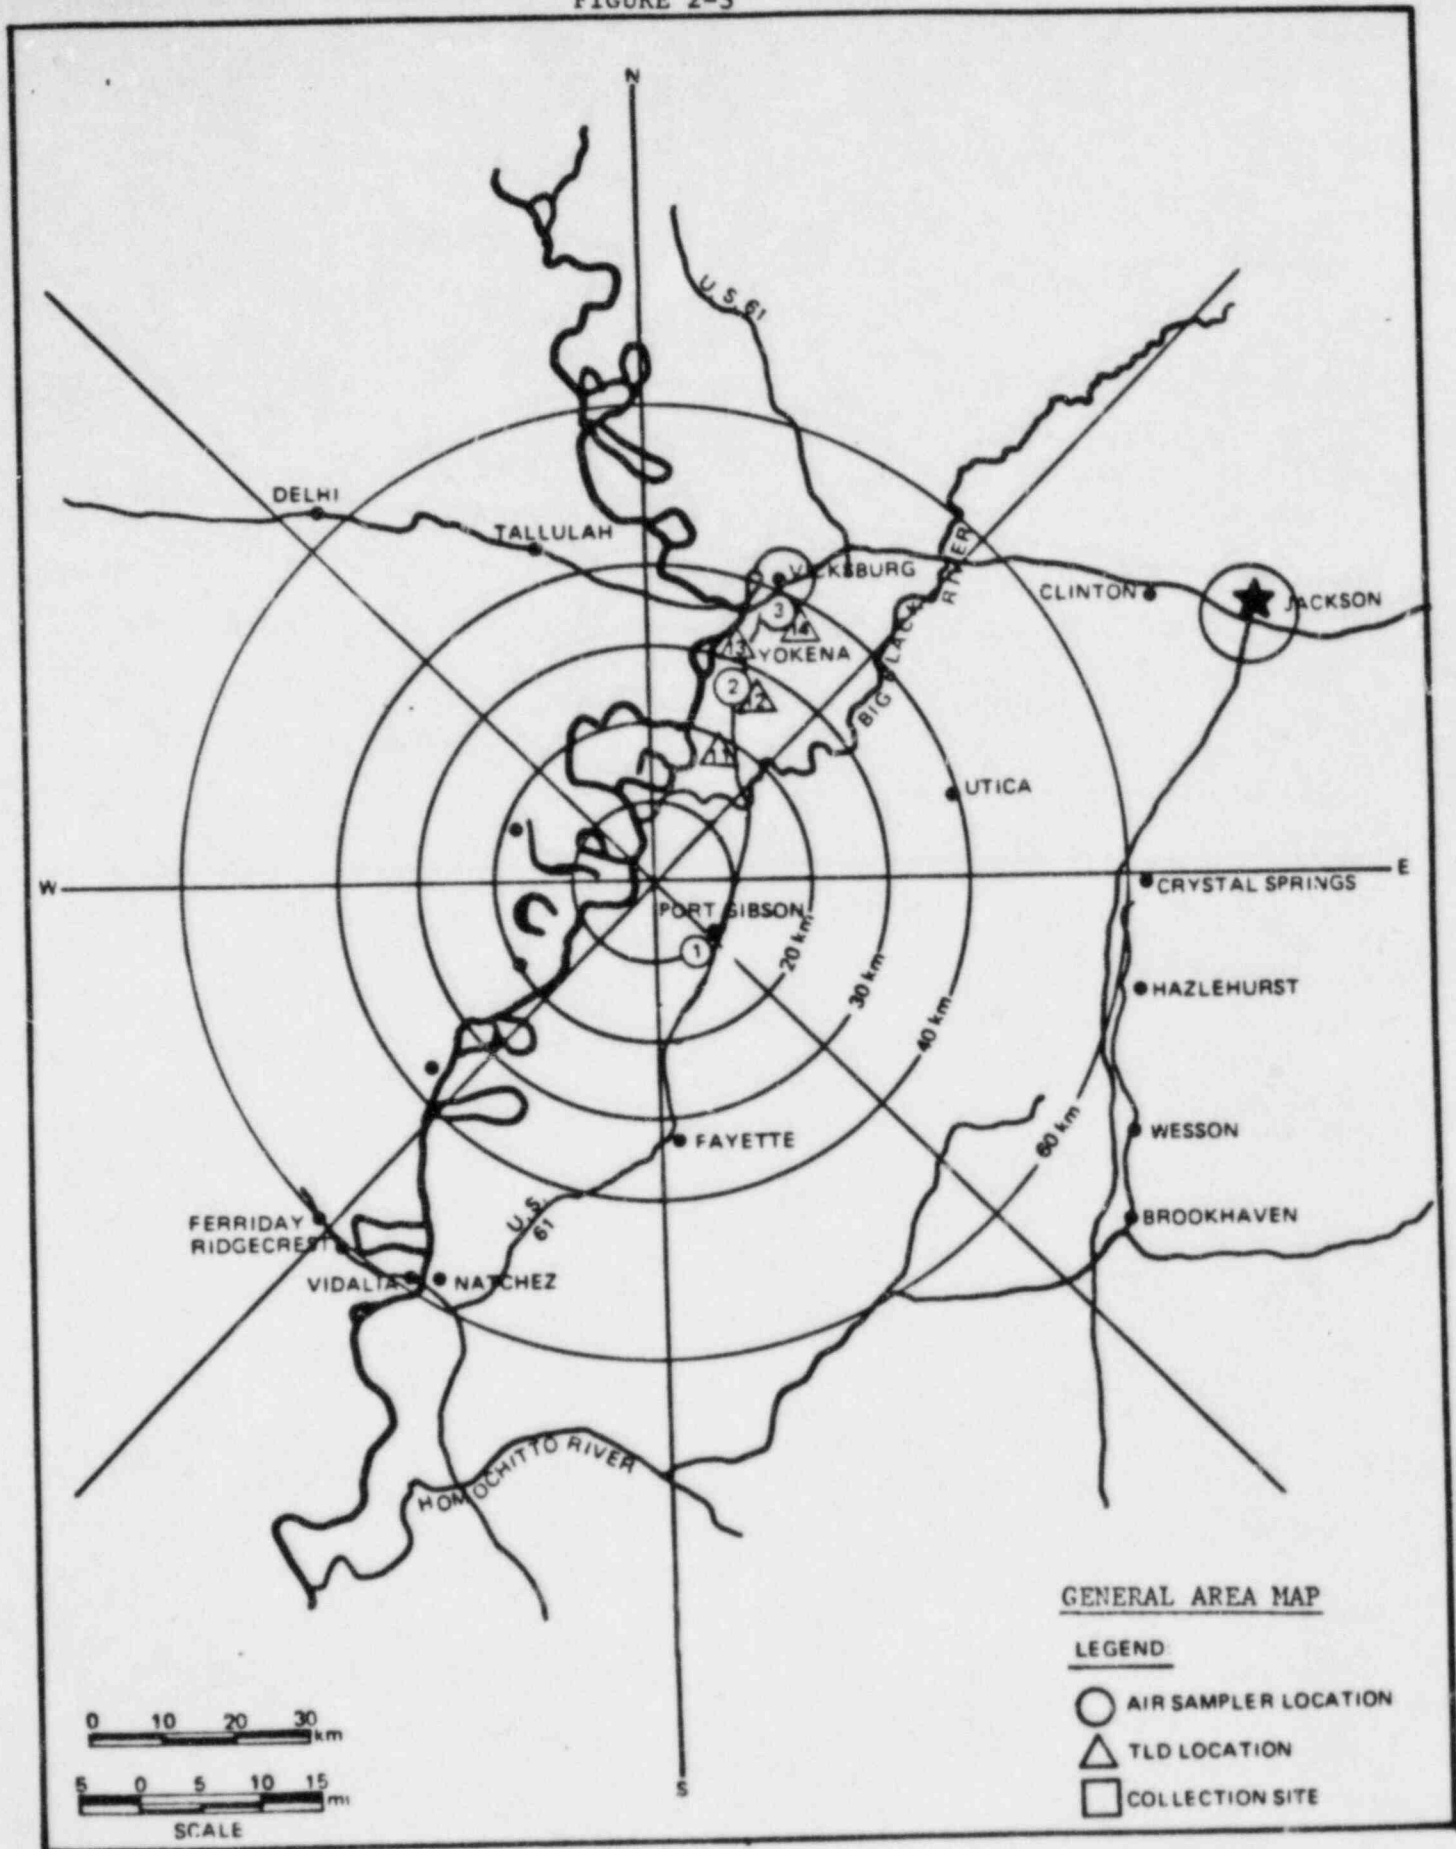 FIGURE 2-3
N
U.S. 61
DELHI
TALLULAH
VICKSBURG
RIVER
CLINTON
JACKSON
3
14
13
YOKENA
BIG BLACK
2
12
11
UTICA
W
E
CRYSTAL SPRINGS
PORT GIBSON
1
20 km
30 km
HAZLEHURST
40 km
60 km
WESSON
FAYETTE
U.S.
61
BROOKHAVEN
FERRIDAY
RIDGECREST
VIDALIA
NATCHEZ
HOMOCHITTO RIVER
GENERAL AREA MAP
LEGEND:
AIR SAMPLER LOCATION
TLD LOCATION
COLLECTION SITE
0 10 20 30
km
5 0 5 10 15
mi
SCALE
S